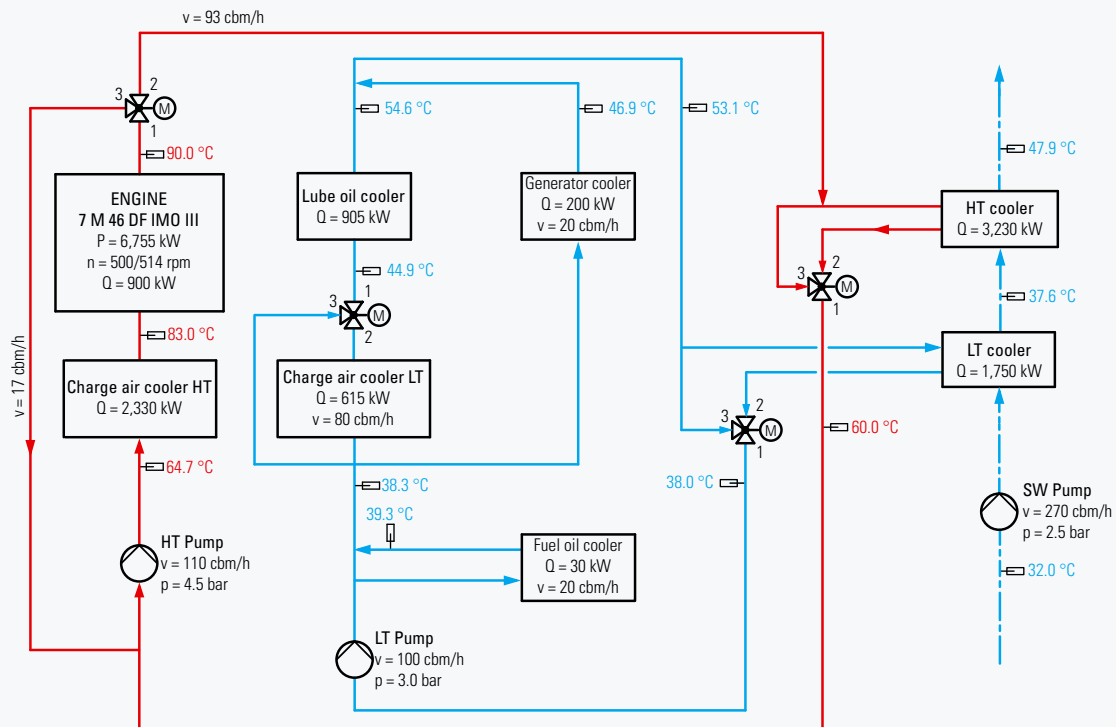 v = 93 cbm/h
3
2
M
1
90.0 °C
ENGINE
7 M 46 DF IMO III
P = 6,755 kW
n = 500/514 rpm
Q = 900 kW
83.0 °C
Charge air cooler HT
Q = 2,330 kW
v = 17 cbm/h
64.7 °C
HT Pump
v = 110 cbm/h
p = 4.5 bar
54.6 °C
46.9 °C
53.1 °C
Lube oil cooler
Q = 905 kW
Generator cooler
Q = 200 kW
v = 20 cbm/h
44.9 °C
3
1
M
2
Charge air cooler LT
Q = 615 kW
v = 80 cbm/h
38.3 °C
39.3 °C
Fuel oil cooler
Q = 30 kW
v = 20 cbm/h
LT Pump
v = 100 cbm/h
p = 3.0 bar
47.9 °C
HT cooler
Q = 3,230 kW
3
2
M
1
37.6 °C
LT cooler
Q = 1,750 kW
3
2
M
1
60.0 °C
38.0 °C
SW Pump
v = 270 cbm/h
p = 2.5 bar
32.0 °C